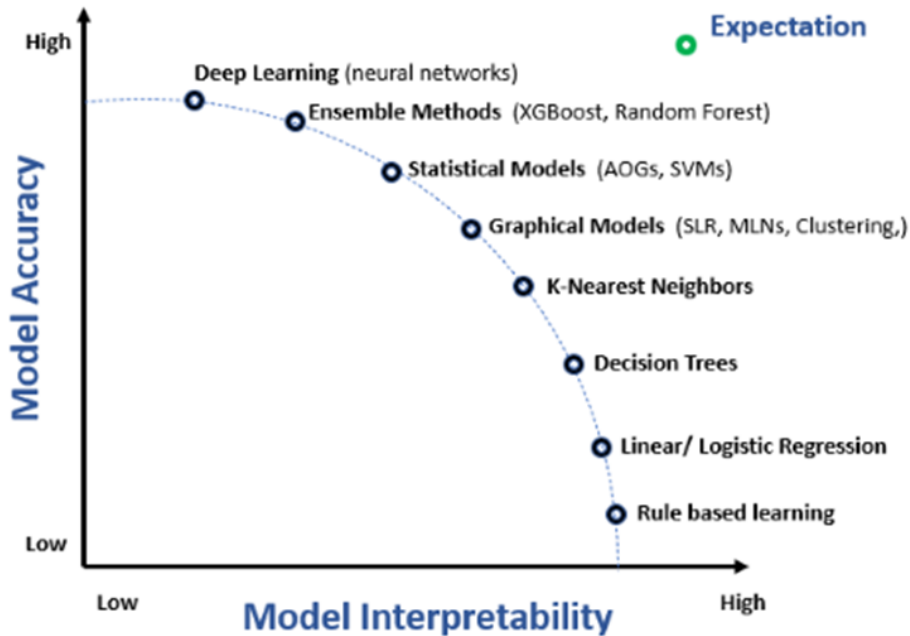 Expectation
High
Deep Learning (neural networks)
Ensemble Methods (XGBoost, Random Forest)
Statistical Models (AOGs, SVMs)
Graphical Models (SLR, MLNs, Clustering,)
K-Nearest Neighbors
Decision Trees
Linear/ Logistic Regression
Rule based learning
Model Accuracy
Low
Low
High
Model Interpretability